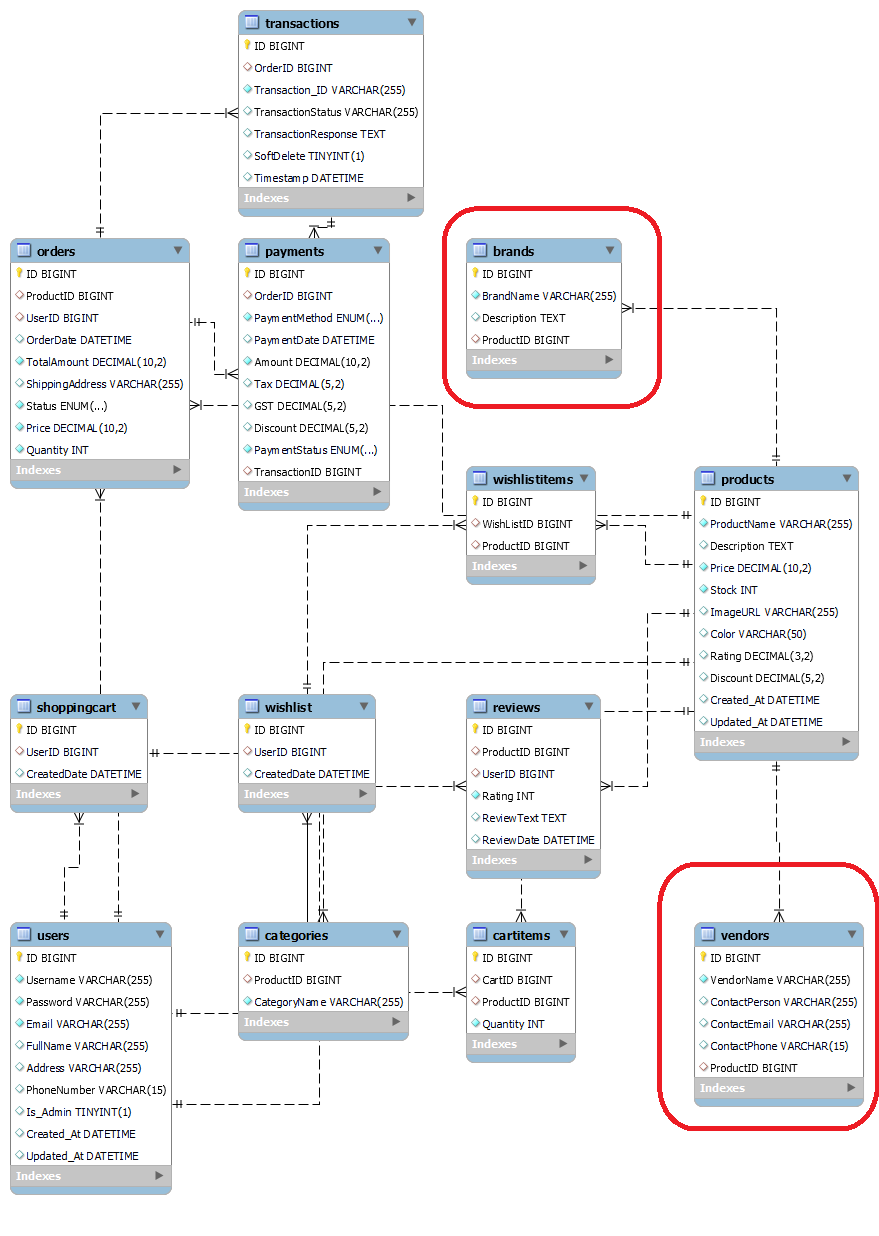 transactions
ID BIGINT
OrderID BIGINT
Transaction_ID VARCHAR(255)
TransactionStatus VARCHAR(255)
TransactionResponse TEXT
SoftDelete TINYINT(1)
Timestamp DATETIME
Indexes
orders
ID BIGINT
ProductID BIGINT
UserID BIGINT
OrderDate DATETIME
TotalAmount DECIMAL(10,2)
ShippingAddress VARCHAR(255)
Status ENUM(...)
Price DECIMAL(10,2)
Quantity INT
Indexes
payments
ID BIGINT
OrderID BIGINT
PaymentMethod ENUM(...)
PaymentDate DATETIME
Amount DECIMAL(10,2)
Tax DECIMAL(5,2)
GST DECIMAL(5,2)
Discount DECIMAL(5,2)
PaymentStatus ENUM(...)
TransactionID BIGINT
Indexes
brands
ID BIGINT
BrandName VARCHAR(255)
Description TEXT
ProductID BIGINT
Indexes
wishlistitems
ID BIGINT
WishListID BIGINT
ProductID BIGINT
Indexes
products
ID BIGINT
ProductName VARCHAR(255)
Description TEXT
Price DECIMAL(10,2)
Stock INT
ImageURL VARCHAR(255)
Color VARCHAR(50)
Rating DECIMAL(3,2)
Discount DECIMAL(5,2)
Created_At DATETIME
Updated_At DATETIME
Indexes
shoppingcart
ID BIGINT
UserID BIGINT
CreatedDate DATETIME
Indexes
wishlist
ID BIGINT
UserID BIGINT
CreatedDate DATETIME
Indexes
reviews
ID BIGINT
ProductID BIGINT
UserID BIGINT
Rating INT
ReviewText TEXT
ReviewDate DATETIME
Indexes
users
ID BIGINT
Username VARCHAR(255)
Password VARCHAR(255)
Email VARCHAR(255)
FullName VARCHAR(255)
Address VARCHAR(255)
PhoneNumber VARCHAR(15)
Is_Admin TINYINT(1)
Created_At DATETIME
Updated_At DATETIME
Indexes
categories
ID BIGINT
ProductID BIGINT
CategoryName VARCHAR(255)
Indexes
cartitems
ID BIGINT
CartID BIGINT
ProductID BIGINT
Quantity INT
Indexes
vendors
ID BIGINT
VendorName VARCHAR(255)
ContactPerson VARCHAR(255)
ContactEmail VARCHAR(255)
ContactPhone VARCHAR(15)
ProductID BIGINT
Indexes